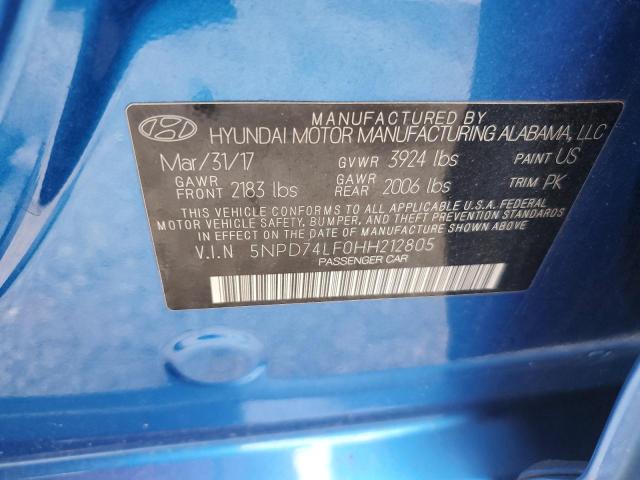 MANUFACTURED BY
HYUNDAI MOTOR MANUFACTURING ALABAMA, LLC
Mar/31/17 GVWR 3924 lbs PAINT US
GAWR FRONT 2183 lbs GAWR REAR 2006 lbs TRIM PK
THIS VEHICLE CONFORMS TO ALL APPLICABLE U.S.A. FEDERAL
MOTOR VEHICLE SAFETY, BUMPER, AND THEFT PREVENTION
STANDARDS IN EFFECT ON THE DATE OF MANUFACTURE SHOWN ABOVE.
V.I.N 5NPD74LF0HH212805
PASSENGER CAR